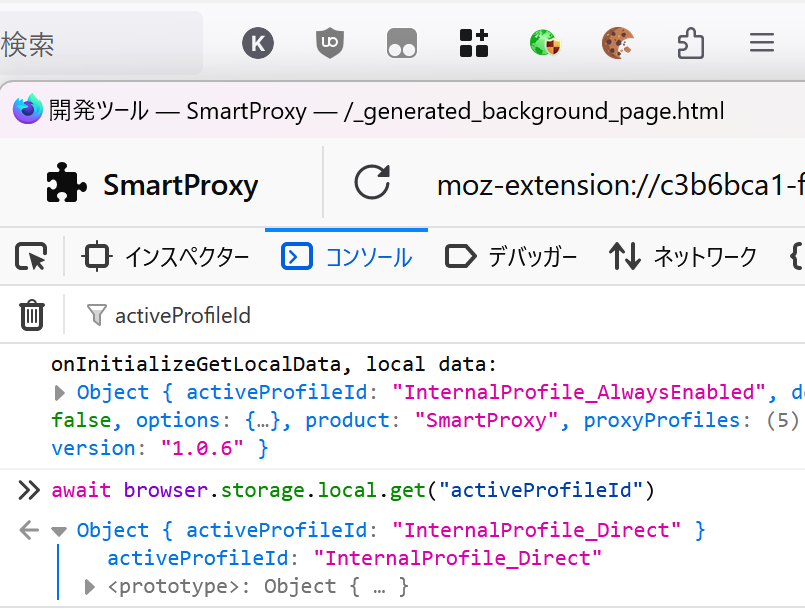 検索
K
uo
開発ツール — SmartProxy — /_generated_background_page.html
SmartProxy
moz-extension://c3b6bca1-f
インスペクター
コンソール
デバッガー
ネットワーク
{
activeProfileId
onInitializeGetLocalData, local data:
Object { activeProfileId: "InternalProfile_AlwaysEnabled", de
false, options: {…}, product: "SmartProxy", proxyProfiles: (5)
version: "1.0.6" }
await browser.storage.local.get("activeProfileId")
Object { activeProfileId: "InternalProfile_Direct" }
activeProfileId: "InternalProfile_Direct"
<prototype>: Object { … }